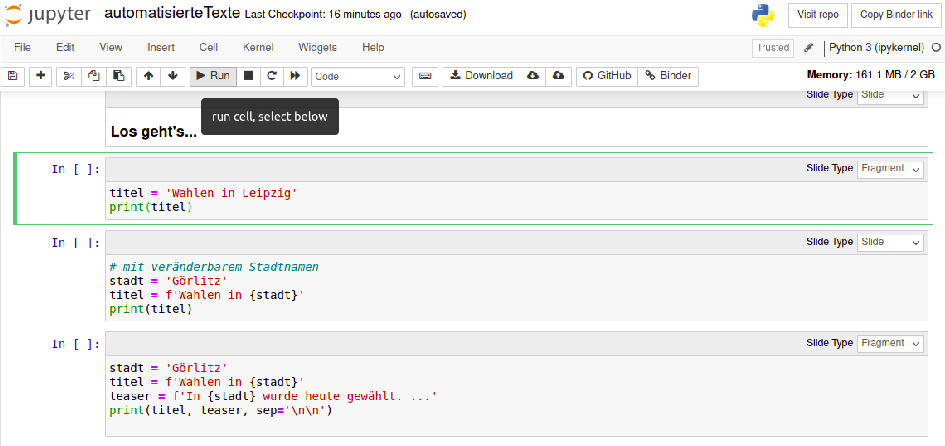 jupyter automatisierteTexte Last Checkpoint: 16 minutes ago (autosaved) Visit repo Copy Binder link
File Edit View Insert Cell Kernel Widgets Help Trusted Python 3 (ipykernel)
Run Code Download GitHub Binder Memory: 161.1 MB / 2 GB
Slide Type Slide
run cell, select below
Los geht's...
Slide Type Fragment
In [ ]:
titel = 'Wahlen in Leipzig'
print(titel)
Slide Type Slide
In [ ]:
# mit veränderbarem Stadtnamen
stadt = 'Görlitz'
titel = f'Wahlen in {stadt}'
print(titel)
Slide Type Fragment
In [ ]:
stadt = 'Görlitz'
titel = f'Wahlen in {stadt}'
teaser = f'In {stadt} wurde heute gewählt. ...'
print(titel, teaser, sep='\n\n')